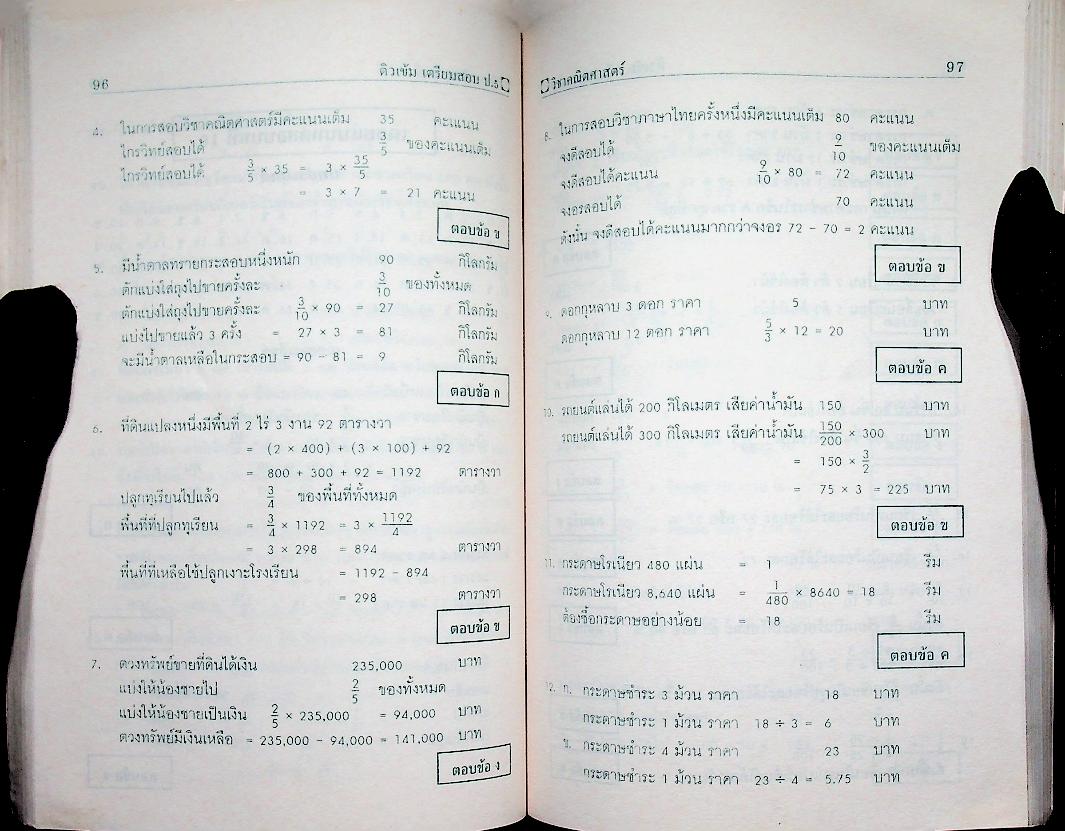 96
ติวเข้ม เตรียมสอบ ป.5
4. ในการสอบวิชาคณิตศาสตร์มีคะแนนเต็ม 35 คะแนน
ไกรวิทย์สอบได้ 3/5 ของคะแนนเต็ม
ไกรวิทย์สอบได้ 3/5 × 35 = 3 × 35/5
= 3 × 7 = 21 คะแนน
ตอบข้อ ข
5. มีน้ำตาลทรายกระสอบหนึ่งหนัก 90 กิโลกรัม
ตักแบ่งใส่ถุงไปขายครั้งละ 3/10 ของทั้งหมด
ตักแบ่งใส่ถุงไปขายครั้งละ 3/10 × 90 = 27 กิโลกรัม
แบ่งไปขายแล้ว 3 ครั้ง = 27 × 3 = 81 กิโลกรัม
จะมีน้ำตาลเหลือในกระสอบ = 90 - 81 = 9 กิโลกรัม
ตอบข้อ ก
6. ที่ดินแปลงหนึ่งมีพื้นที่ 2 ไร่ 3 งาน 92 ตารางวา
= (2 × 400) + (3 × 100) + 92
= 800 + 300 + 92 = 1192 ตารางวา
ปลูกทุเรียนไปแล้ว 3/4 ของพื้นที่ทั้งหมด
พื้นที่ที่ปลูกทุเรียน = 3/4 × 1192 = 3 × 1192/4
= 3 × 298 = 894 ตารางวา
พื้นที่ที่เหลือใช้ปลูกเงาะโรงเรียน = 1192 - 894
= 298 ตารางวา
ตอบข้อ ข
7. ดวงทรัพย์ขายที่ดินได้เงิน 235,000 บาท
แบ่งให้น้องชายไป 2/5 ของทั้งหมด
แบ่งให้น้องชายเป็นเงิน 2/5 × 235,000 = 94,000 บาท
ดวงทรัพย์มีเงินเหลือ = 235,000 - 94,000 = 141,000 บาท
ตอบข้อ ง
วิชาคณิตศาสตร์
97
8. ในการสอบวิชาภาษาไทยครั้งหนึ่งมีคะแนนเต็ม 80 คะแนน
จงดีสอบได้ 9/10 ของคะแนนเต็ม
จงดีสอบได้คะแนน 9/10 × 80 = 72 คะแนน
จงอรสอบได้ 70 คะแนน
ดังนั้น จงดีสอบได้คะแนนมากกว่าจงอร 72 - 70 = 2 คะแนน
ตอบข้อ ข
9. ดอกกุหลาบ 3 ดอก ราคา 5 บาท
ดอกกุหลาบ 12 ดอก ราคา 5/3 × 12 = 20 บาท
ตอบข้อ ค
10. รถยนต์แล่นได้ 200 กิโลเมตร เสียค่าน้ำมัน 150 บาท
รถยนต์แล่นได้ 300 กิโลเมตร เสียค่าน้ำมัน 150/200 × 300 บาท
= 150 × 3/2
= 75 × 3 = 225 บาท
ตอบข้อ ข
11. กระดาษโรเนียว 480 แผ่น = 1 รีม
กระดาษโรเนียว 8,640 แผ่น = 1/480 × 8640 = 18 รีม
ต้องซื้อกระดาษอย่างน้อย = 18 รีม
ตอบข้อ ค
12. ก. กระดาษชำระ 3 ม้วน ราคา 18 บาท
กระดาษชำระ 1 ม้วน ราคา 18 ÷ 3 = 6 บาท
ข. กระดาษชำระ 4 ม้วน ราคา 23 บาท
กระดาษชำระ 1 ม้วน ราคา 23 ÷ 4 = 5.75 บาท